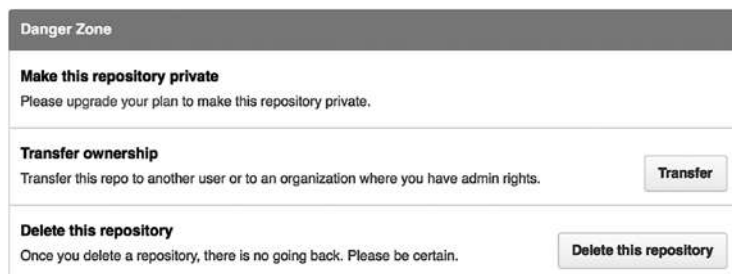 Danger Zone
Make this repository private
Please upgrade your plan to make this repository private.
Transfer ownership
Transfer this repo to another user or to an organization where you have admin rights.
Transfer
Delete this repository
Once you delete a repository, there is no going back. Please be certain.
Delete this repository